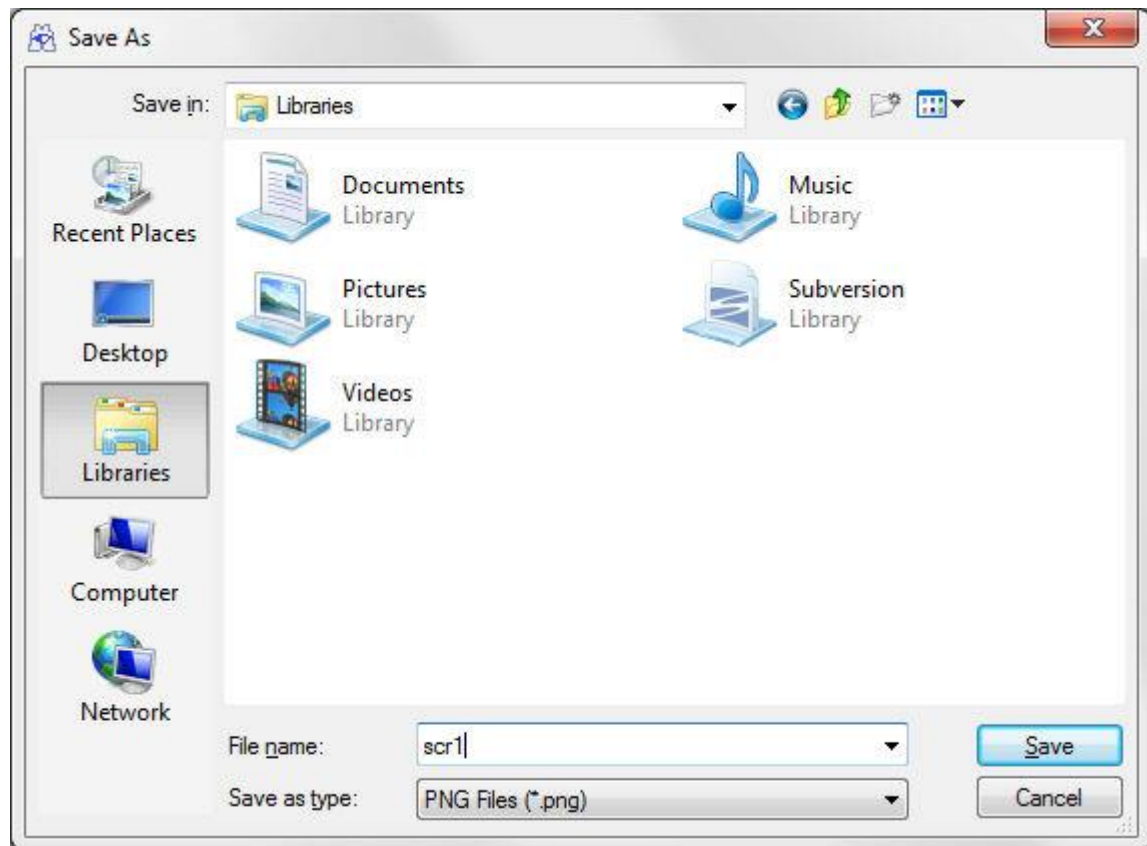 Save As
Save in:
Libraries
Recent Places
Desktop
Libraries
Computer
Network
Documents
Library
Music
Library
Pictures
Library
Subversion
Library
Videos
Library
File name:
scr1
Save
Save as type:
PNG Files (*.png)
Cancel